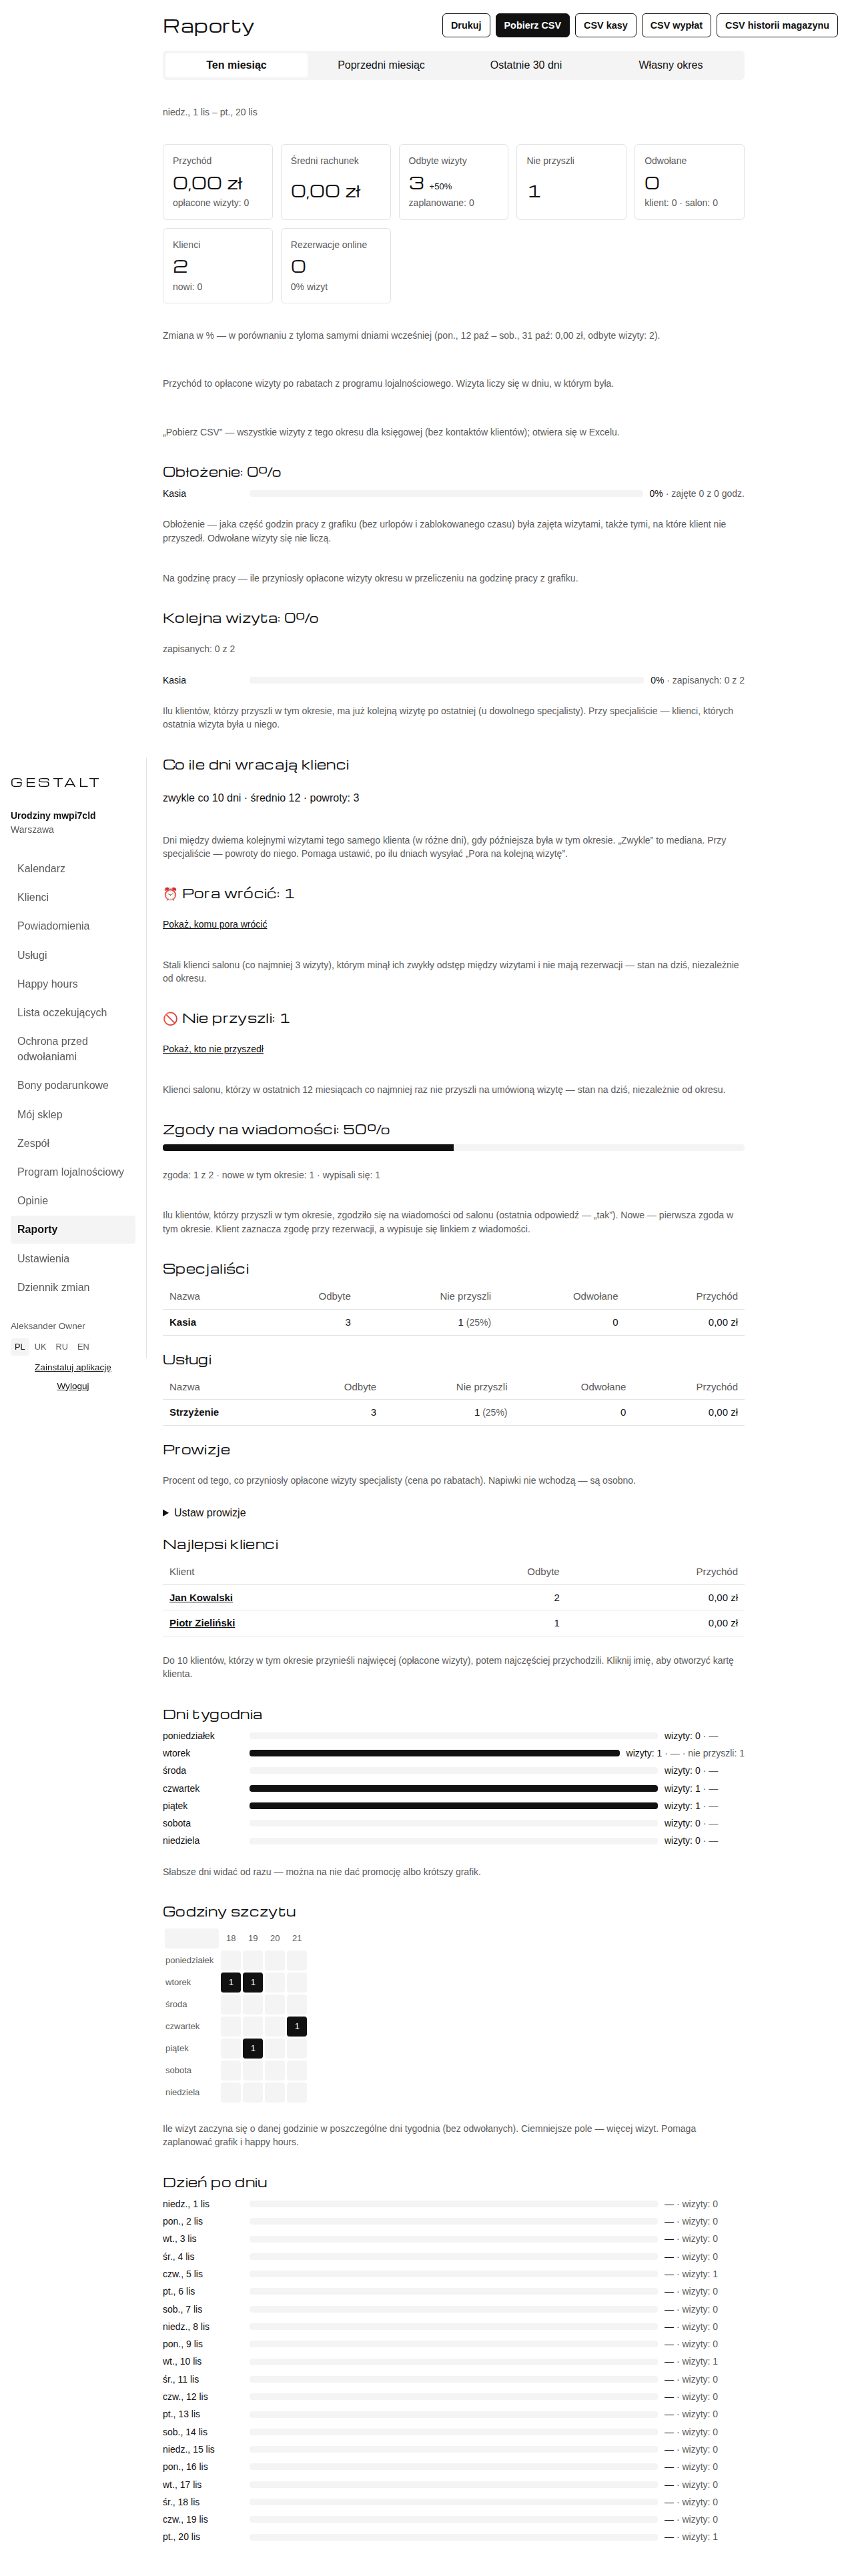 Raporty
Drukuj
Pobierz CSV
CSV kasy
CSV wypłat
CSV historii magazynu
Ten miesiąc
Poprzedni miesiąc
Ostatnie 30 dni
Własny okres
niedz., 1 lis – pt., 20 lis
Przychód
0,00 zł
opłacone wizyty: 0
Średni rachunek
0,00 zł
Odbyte wizyty
3 +50%
zaplanowane: 0
Nie przyszli
1
Odwołane
0
klient: 0 · salon: 0
Klienci
2
nowi: 0
Rezerwacje online
0
0% wizyt
Zmiana w % — w porównaniu z tyloma samymi dniami wcześniej (pon., 12 paź – sob., 31 paź: 0,00 zł, odbyte wizyty: 2).
Przychód to opłacone wizyty po rabatach z programu lojalnościowego. Wizyta liczy się w dniu, w którym była.
„Pobierz CSV” — wszystkie wizyty z tego okresu dla księgowej (bez kontaktów klientów); otwiera się w Excelu.
Obłożenie: 0%
Kasia 0% · zajęte 0 z 0 godz.
Obłożenie — jaka część godzin pracy z grafiku (bez urlopów i zablokowanego czasu) była zajęta wizytami, także tymi, na które klient nie
przyszedł. Odwołane wizyty się nie liczą.
Na godzinę pracy — ile przyniosły opłacone wizyty okresu w przeliczeniu na godzinę pracy z grafiku.
Kolejna wizyta: 0%
zapisanych: 0 z 2
Kasia 0% · zapisanych: 0 z 2
Ilu klientów, którzy przyszli w tym okresie, ma już kolejną wizytę po ostatniej (u dowolnego specjalisty). Przy specjaliście — klienci, których
ostatnia wizyta była u niego.
Co ile dni wracają klienci
zwykle co 10 dni · średnio 12 · powroty: 3
Dni między dwiema kolejnymi wizytami tego samego klienta (w różne dni), gdy późniejsza była w tym okresie. „Zwykle” to mediana. Przy
specjaliście — powroty do niego. Pomaga ustawić, po ilu dniach wysyłać „Pora na kolejną wizytę”.
⏰ Pora wrócić: 1
Pokaż, komu pora wrócić
Stali klienci salonu (co najmniej 3 wizyty), którym minął ich zwykły odstęp między wizytami i nie mają rezerwacji — stan na dziś, niezależnie
od okresu.
🚫 Nie przyszli: 1
Pokaż, kto nie przyszedł
Klienci salonu, którzy w ostatnich 12 miesiącach co najmniej raz nie przyszli na umówioną wizytę — stan na dziś, niezależnie od okresu.
Zgody na wiadomości: 50%
zgoda: 1 z 2 · nowe w tym okresie: 1 · wypisali się: 1
Ilu klientów, którzy przyszli w tym okresie, zgodziło się na wiadomości od salonu (ostatnia odpowiedź — „tak”). Nowe — pierwsza zgoda w
tym okresie. Klient zaznacza zgodę przy rezerwacji, a wypisuje się linkiem z wiadomości.
Specjaliści
Nazwa Odbyte Nie przyszli Odwołane Przychód
Kasia 3 1 (25%) 0 0,00 zł
Usługi
Nazwa Odbyte Nie przyszli Odwołane Przychód
Strzyżenie 3 1 (25%) 0 0,00 zł
Prowizje
Procent od tego, co przyniosły opłacone wizyty specjalisty (cena po rabatach). Napiwki nie wchodzą — są osobno.
▶ Ustaw prowizje
Najlepsi klienci
Klient Odbyte Przychód
Jan Kowalski 2 0,00 zł
Piotr Zieliński 1 0,00 zł
Do 10 klientów, którzy w tym okresie przynieśli najwięcej (opłacone wizyty), potem najczęściej przychodzili. Kliknij imię, aby otworzyć kartę
klienta.
Dni tygodnia
poniedziałek wizyty: 0 · —
wtorek wizyty: 1 · — · nie przyszli: 1
środa wizyty: 0 · —
czwartek wizyty: 1 · —
piątek wizyty: 1 · —
sobota wizyty: 0 · —
niedziela wizyty: 0 · —
Słabsze dni widać od razu — można na nie dać promocję albo krótszy grafik.
Godziny szczytu
18 19 20 21
poniedziałek
wtorek 1 1
środa
czwartek 1
piątek 1
sobota
niedziela
Ile wizyt zaczyna się o danej godzinie w poszczególne dni tygodnia (bez odwołanych). Ciemniejsze pole — więcej wizyt. Pomaga
zaplanować grafik i happy hours.
Dzień po dniu
niedz., 1 lis — · wizyty: 0
pon., 2 lis — · wizyty: 0
wt., 3 lis — · wizyty: 0
śr., 4 lis — · wizyty: 0
czw., 5 lis — · wizyty: 1
pt., 6 lis — · wizyty: 0
sob., 7 lis — · wizyty: 0
niedz., 8 lis — · wizyty: 0
pon., 9 lis — · wizyty: 0
wt., 10 lis — · wizyty: 1
śr., 11 lis — · wizyty: 0
czw., 12 lis — · wizyty: 0
pt., 13 lis — · wizyty: 0
sob., 14 lis — · wizyty: 0
niedz., 15 lis — · wizyty: 0
pon., 16 lis — · wizyty: 0
wt., 17 lis — · wizyty: 0
śr., 18 lis — · wizyty: 0
czw., 19 lis — · wizyty: 0
pt., 20 lis — · wizyty: 1
GESTALT
Urodziny mwpi7cld
Warszawa
Kalendarz
Klienci
Powiadomienia
Usługi
Happy hours
Lista oczekujących
Ochrona przed
odwołaniami
Bony podarunkowe
Mój sklep
Zespół
Program lojalnościowy
Opinie
Raporty
Ustawienia
Dziennik zmian
Aleksander Owner
PL UK RU EN
Zainstaluj aplikację
Wyloguj